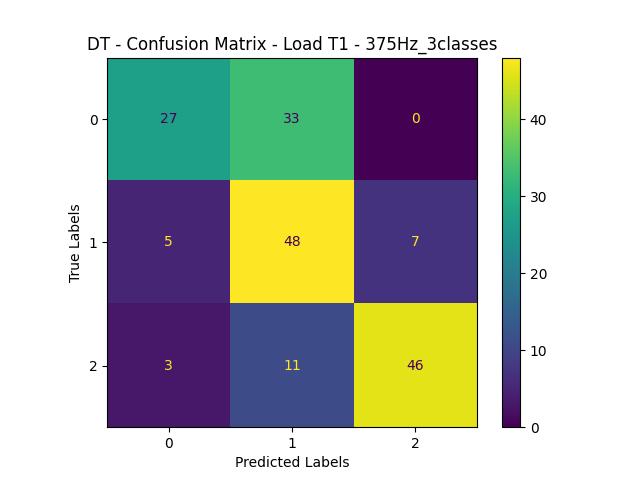 DT - Confusion Matrix - Load T1 - 375Hz_3classes
0 27 33 0
1 5 48 7
2 3 11 46
0 1 2
True Labels
Predicted Labels
40
30
20
10
0